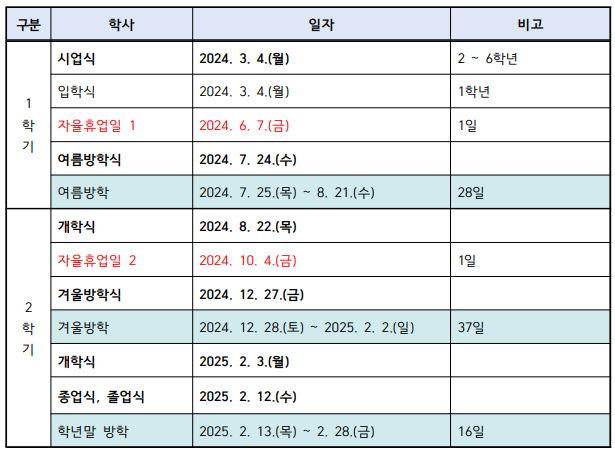 구분 학사 일자 비고
시업식 2024. 3. 4.(월) 2 ~ 6학년
입학식 2024. 3. 4.(월) 1학년
1
학
기
자율휴업일 1 2024. 6. 7.(금) 1일
여름방학식 2024. 7. 24.(수)
여름방학 2024. 7. 25.(목) ~ 8. 21.(수) 28일
개학식 2024. 8. 22.(목)
자율휴업일 2 2024. 10. 4.(금) 1일
겨울방학식 2024. 12. 27.(금)
2
학
기
겨울방학 2024. 12. 28.(토) ~ 2025. 2. 2.(일) 37일
개학식 2025. 2. 3.(월)
종업식, 졸업식 2025. 2. 12.(수)
학년말 방학 2025. 2. 13.(목) ~ 2. 28.(금) 16일